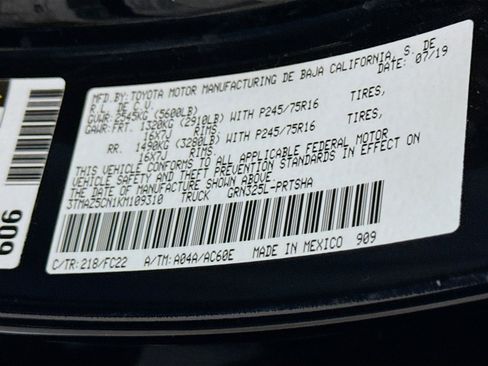 MFD.BY:TOYOTA MOTOR MANUFACTURING DE BAJA CALIFORNIA, S. DE
R.L. DE C.V. 07/19
GVWR: 2545KG (5600LB)
GAWR: FRT. 1320KG (2910LB) WITH P245/75R16 TIRES,
16X7J RIMS,
RR. 1490KG (3280LB) WITH P245/75R16 TIRES,
16X7J RIMS.
THIS VEHICLE CONFORMS TO ALL APPLICABLE FEDERAL MOTOR
VEHICLE SAFETY AND THEFT PREVENTION STANDARDS IN EFFECT ON
THE DATE OF MANUFACTURE SHOWN ABOVE.
3TMAZ5CN1KM109310 TRUCK GRN325L-PRTSHA
C/TR:218/FC22 A/TM:A04A/AC60E MADE IN MEXICO 909
606